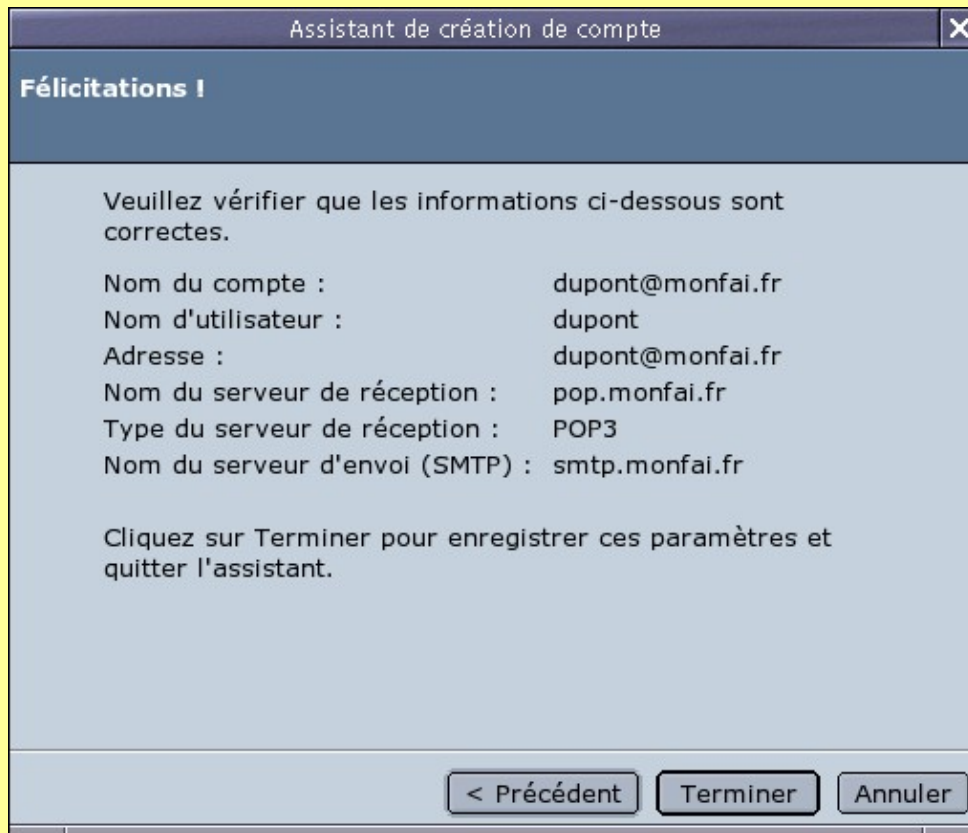 Assistant de création de compte
Félicitations !
Veuillez vérifier que les informations ci-dessous sont
correctes.
Nom du compte : dupont@monfai.fr
Nom d'utilisateur : dupont
Adresse : dupont@monfai.fr
Nom du serveur de réception : pop.monfai.fr
Type du serveur de réception : POP3
Nom du serveur d'envoi (SMTP) : smtp.monfai.fr
Cliquez sur Terminer pour enregistrer ces paramètres et
quitter l'assistant.
< Précédent Terminer Annuler